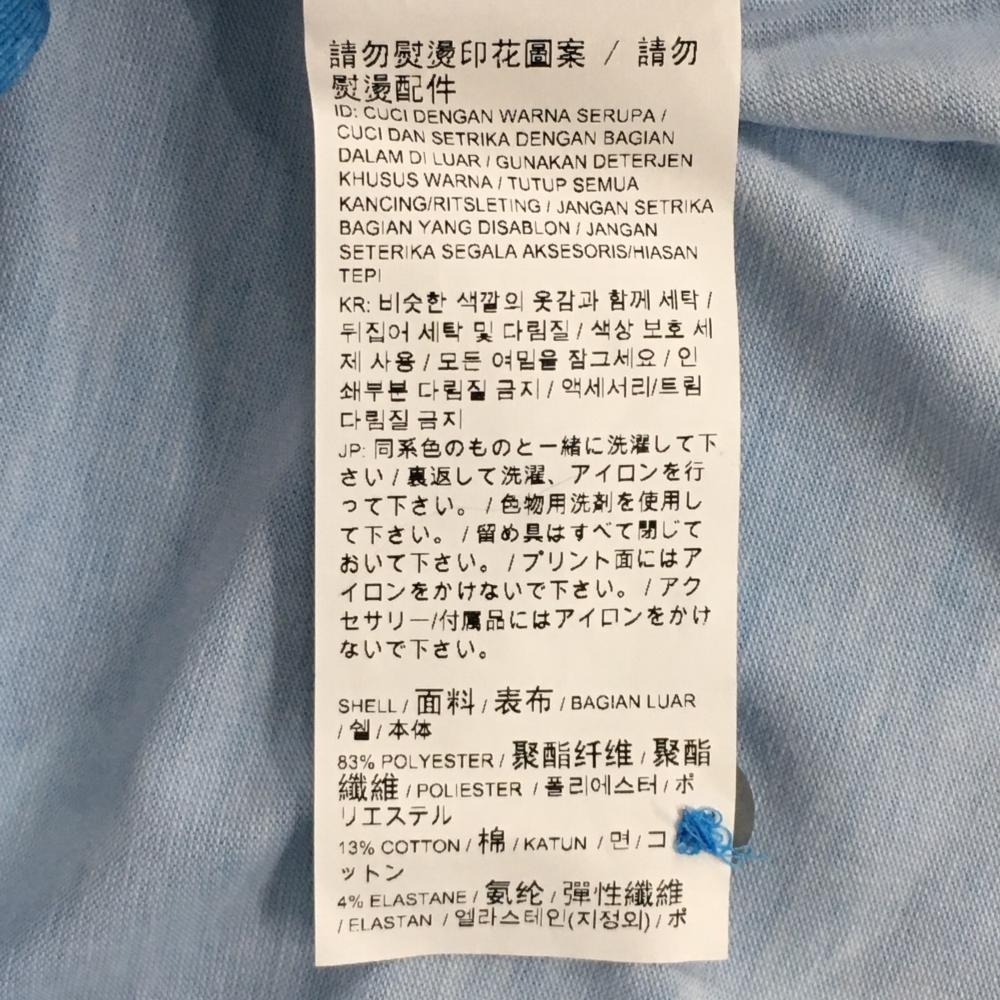 請勿熨燙印花圖案 / 請勿
熨燙配件
ID: CUCI DENGAN WARNA SERUPA /
CUCI DAN SETRIKA DENGAN BAGIAN
DALAM DI LUAR / GUNAKAN DETERJEN
KHUSUS WARNA / TUTUP SEMUA
KANCING/RITSLETING / JANGAN SETRIKA
BAGIAN YANG DISABLON / JANGAN
SETERIKA SEGALA AKSESORIS/HIASAN
TEPI
KR: 비슷한 색깔의 옷감과 함께 세탁 /
뒤집어 세탁 및 다림질 / 색상 보호 세
제 사용 / 모든 여밈을 잠그세요 / 인
쇄부분 다림질 금지 / 액세서리/트림
다림질 금지
JP: 同系色のものと一緒に洗濯して下
さい / 裏返して洗濯、アイロンを行
って下さい。 / 色物用洗剤を使用し
て下さい。 / 留め具はすべて閉じて
おいて下さい。 / プリント面にはア
イロンをかけないで下さい。 / アク
セサリー/付属品にはアイロンをかけ
ないで下さい。
SHELL / 面料 / 表布 / BAGIAN LUAR
/ 쉘 / 本体
83% POLYESTER / 聚酯纤维 / 聚酯
纖維 / POLIESTER / 폴리에스터 / ポ
リエステル
13% COTTON / 棉 / KATUN / 면 / コ
ットン
4% ELASTANE / 氨纶 / 彈性纖維
/ ELASTAN / 엘라스테인(지정외) / ポ